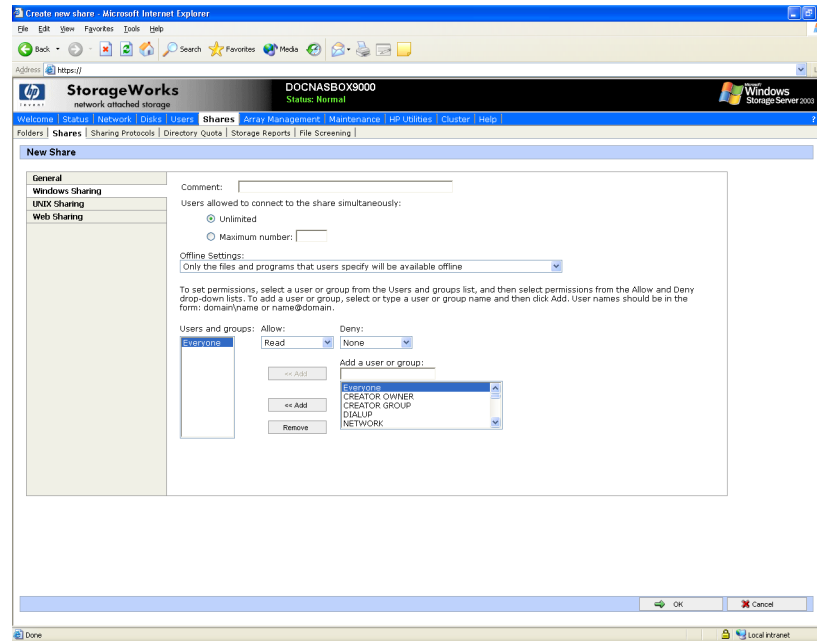 Create new share - Microsoft Internet Explorer
File Edit View Favorites Tools Help
Back Search Favorites Media
Address https://
hp invent
StorageWorks
network attached storage
DOCNASBOX9000
Status: Normal
Microsoft
Windows
Storage Server 2003
Welcome | Status | Network | Disks | Users | Shares | Array Management | Maintenance | HP Utilities | Cluster | Help | ?
Folders | Shares | Sharing Protocols | Directory Quota | Storage Reports | File Screening |
New Share
General
Windows Sharing
UNIX Sharing
Web Sharing
Comment:
Users allowed to connect to the share simultaneously:
Unlimited
Maximum number:
Offline Settings:
Only the files and programs that users specify will be available offline
To set permissions, select a user or group from the Users and groups list, and then select permissions from the Allow and Deny
drop-down lists. To add a user or group, select or type a user or group name and then click Add. User names should be in the
form: domain\name or name@domain.
Users and groups: Allow: Deny:
Everyone Read None
Add a user or group:
<< Add
Everyone
CREATOR OWNER
CREATOR GROUP
DIALUP
NETWORK
<< Add
Remove
OK Cancel
Done Local intranet